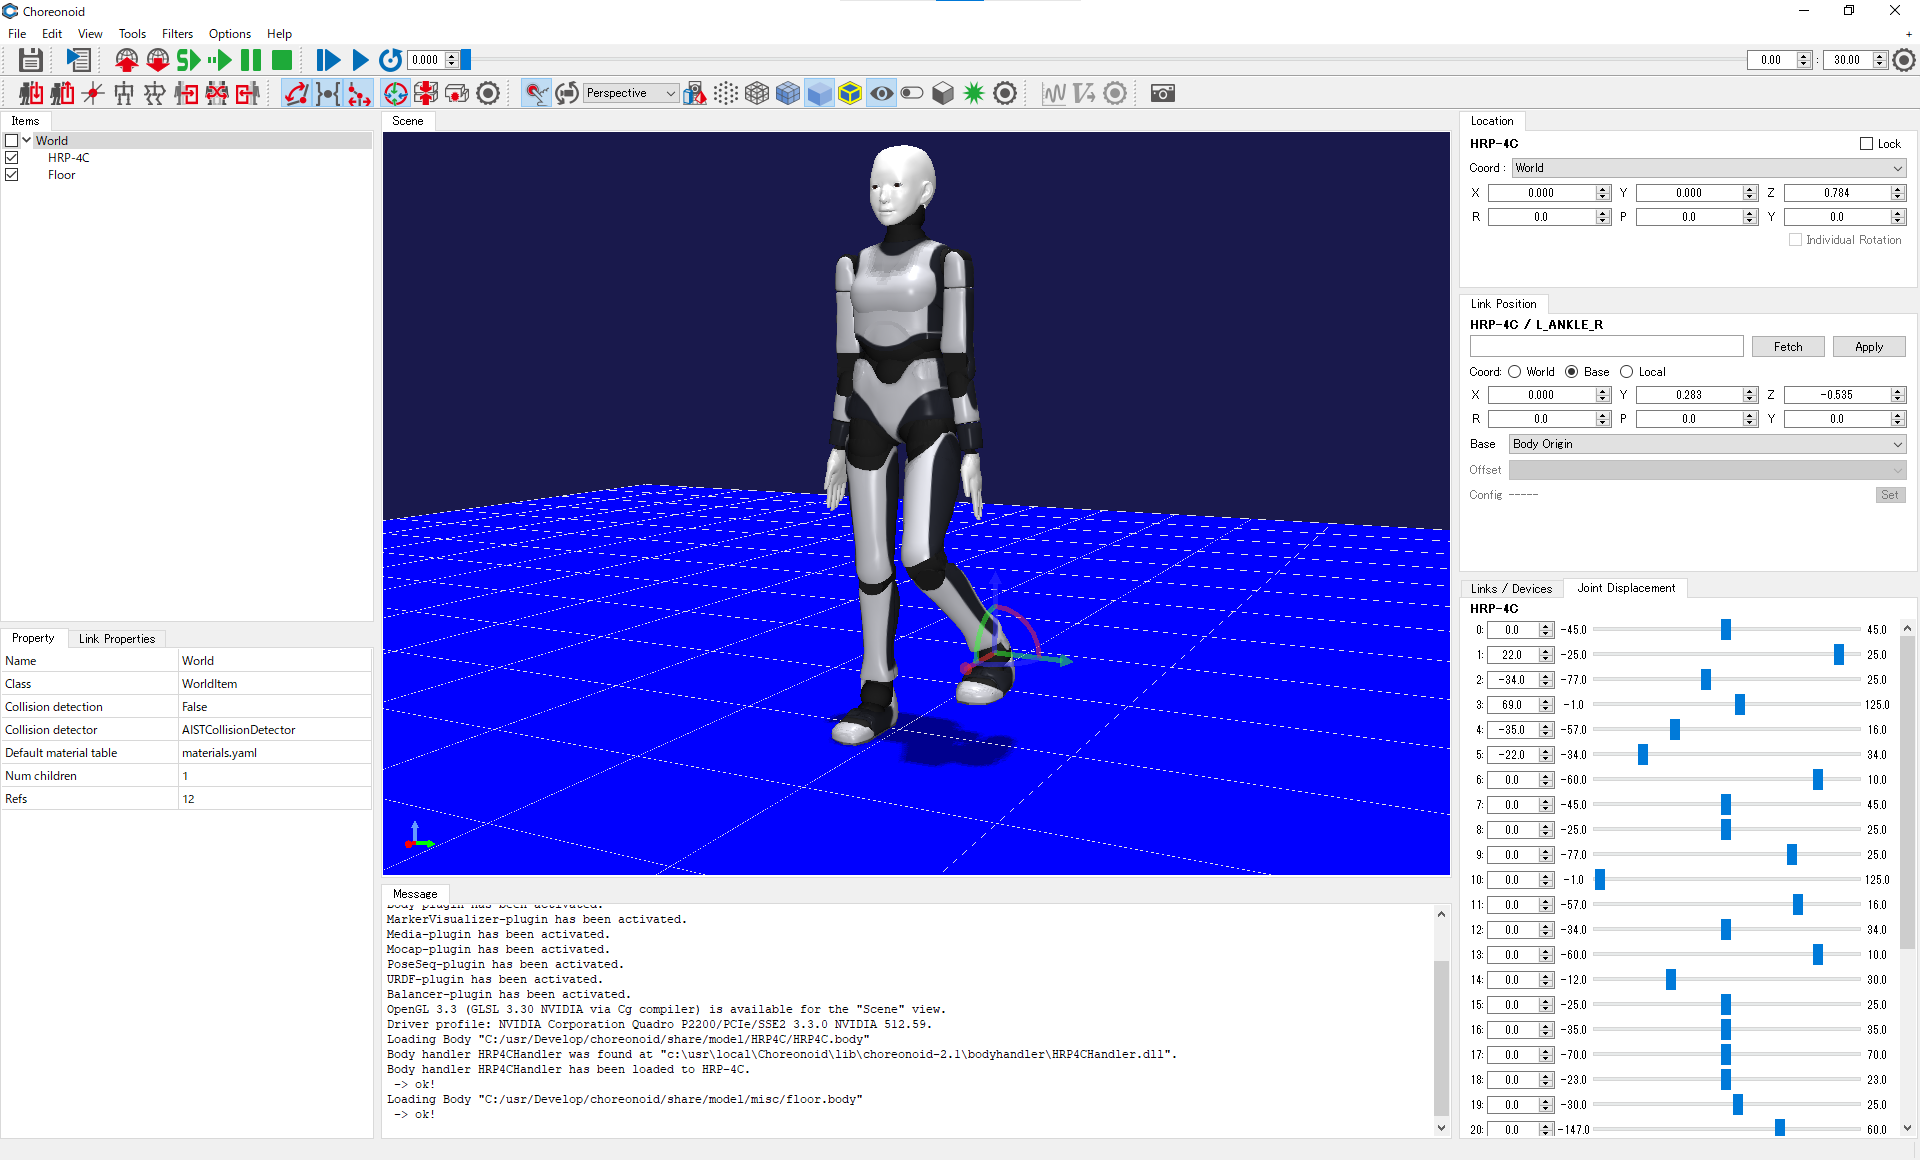 Choreonoid
File Edit View Tools Filters Options Help
0.000
0.00 : 30.00
Perspective
Items
World
HRP-4C
Floor
Property Link Properties
Name World
Class WorldItem
Collision detection False
Collision detector AISTCollisionDetector
Default material table materials.yaml
Num children 1
Refs 12
Scene
Message
Body plugin has been activated.
MarkerVisualizer-plugin has been activated.
Media-plugin has been activated.
Mocap-plugin has been activated.
PoseSeq-plugin has been activated.
URDF-plugin has been activated.
Balancer-plugin has been activated.
OpenGL 3.3 (GLSL 3.30 NVIDIA via Cg compiler) is available for the "Scene" view.
Driver profile: NVIDIA Corporation Quadro P2200/PCIe/SSE2 3.3.0 NVIDIA 512.59.
Loading Body "C:/usr/Develop/choreonoid/share/model/HRP4C/HRP4C.body"
Body handler HRP4CHandler was found at "c:\usr\local\Choreonoid\lib\choreonoid-2.1\bodyhandler\HRP4CHandler.dll".
Body handler HRP4CHandler has been loaded to HRP-4C.
-> ok!
Loading Body "C:/usr/Develop/choreonoid/share/model/misc/floor.body"
-> ok!
Location
HRP-4C Lock
Coord : World
X 0.000 Y 0.000 Z 0.784
R 0.0 P 0.0 Y 0.0
Individual Rotation
Link Position
HRP-4C / L_ANKLE_R
Fetch Apply
Coord: World Base Local
X 0.000 Y 0.283 Z -0.535
R 0.0 P 0.0 Y 0.0
Base Body Origin
Offset
Config ----- Set
Links / Devices Joint Displacement
HRP-4C
0: 0.0 -45.0 45.0
1: 22.0 -25.0 25.0
2: -34.0 -77.0 25.0
3: 69.0 -1.0 125.0
4: -35.0 -57.0 16.0
5: -22.0 -34.0 34.0
6: 0.0 -60.0 10.0
7: 0.0 -45.0 45.0
8: 0.0 -25.0 25.0
9: 0.0 -77.0 25.0
10: 0.0 -1.0 125.0
11: 0.0 -57.0 16.0
12: 0.0 -34.0 34.0
13: 0.0 -60.0 10.0
14: 0.0 -12.0 30.0
15: 0.0 -25.0 25.0
16: 0.0 -35.0 35.0
17: 0.0 -70.0 70.0
18: 0.0 -23.0 23.0
19: 0.0 -30.0 25.0
20: 0.0 -147.0 60.0